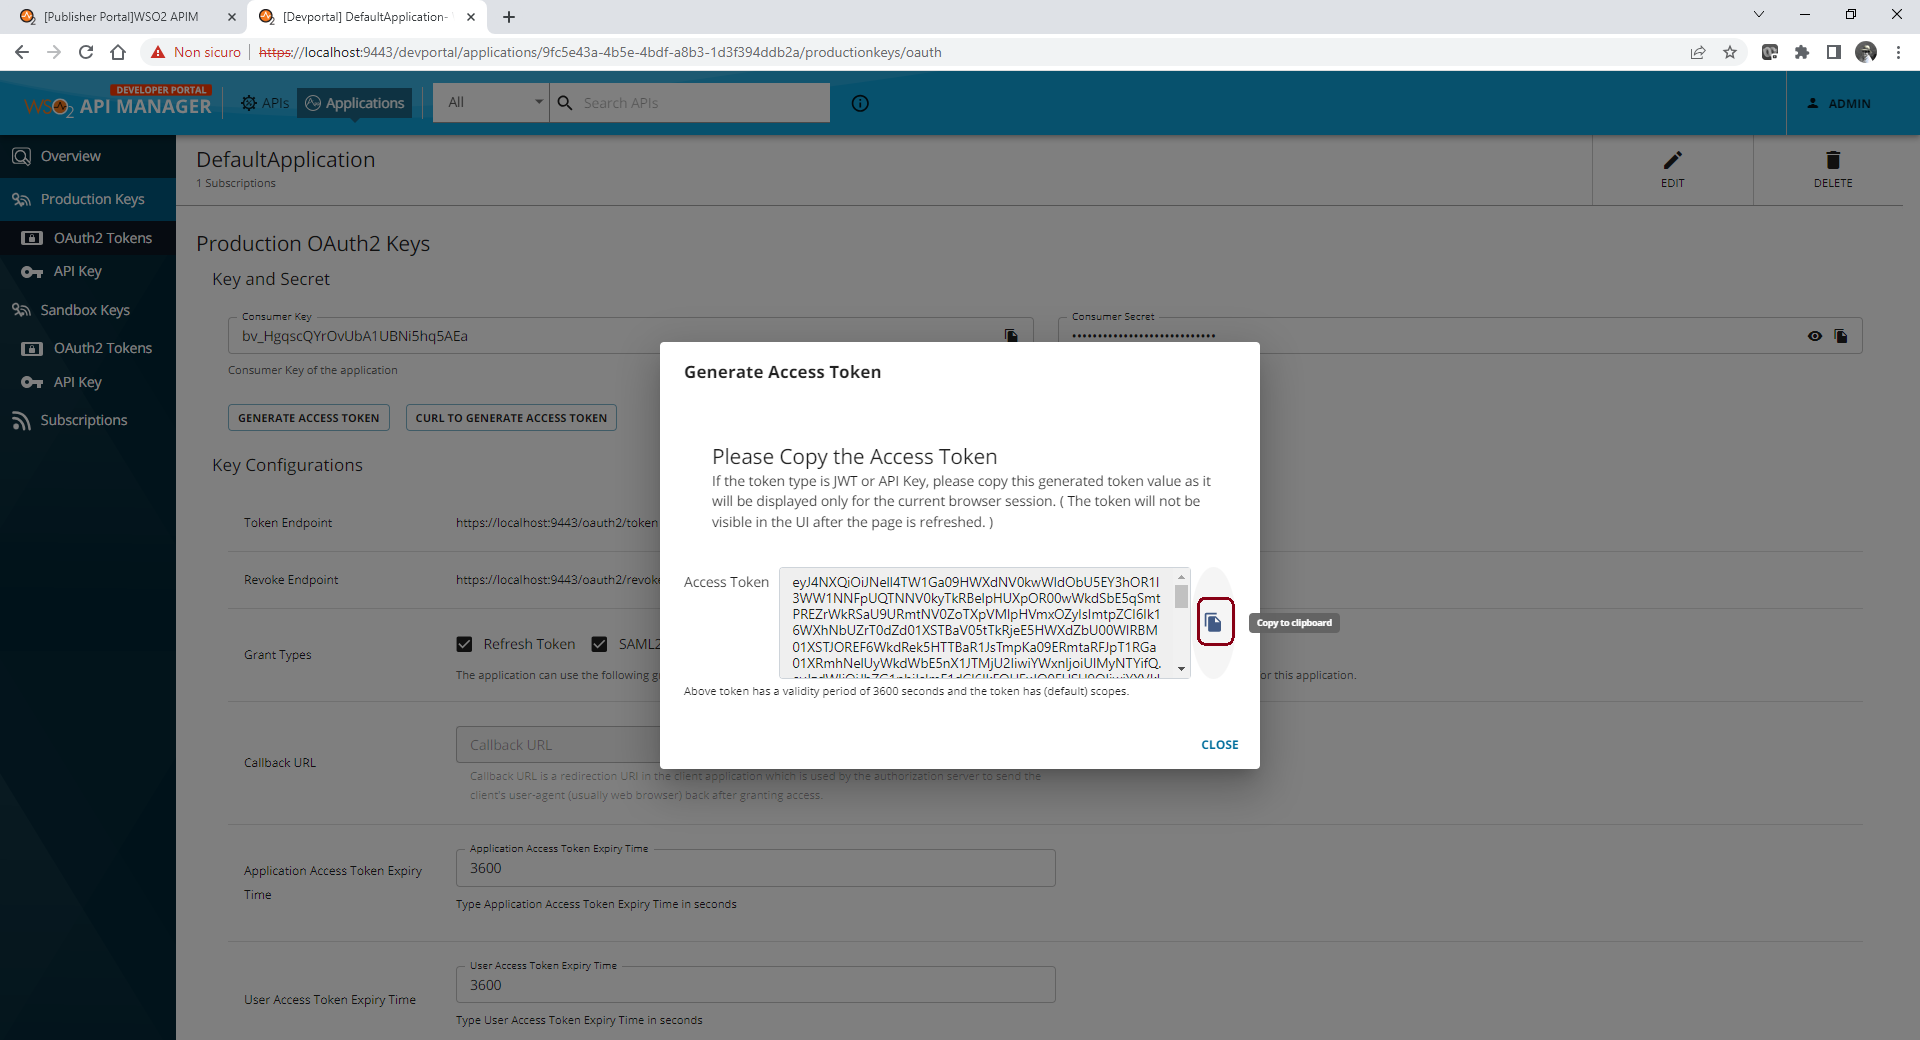 [Publisher Portal]WSO2 APIM
[Devportal] DefaultApplication-
Non sicuro
https://localhost:9443/devportal/applications/9fc5e43a-4b5e-4bdf-a8b3-1d3f394ddb2a/productionkeys/oauth
DEVELOPER PORTAL
WSO2 API MANAGER
APIs
Applications
All
Search APIs
ADMIN
Overview
Production Keys
OAuth2 Tokens
API Key
Sandbox Keys
OAuth2 Tokens
API Key
Subscriptions
DefaultApplication
1 Subscriptions
EDIT
DELETE
Production OAuth2 Keys
Key and Secret
Consumer Key
bv_HgqscQYrOvUbA1UBNi5hq5AEa
Consumer Key of the application
Consumer Secret
••••••••••••••••••••••••••••
GENERATE ACCESS TOKEN
CURL TO GENERATE ACCESS TOKEN
Key Configurations
Token Endpoint
https://localhost:9443/oauth2/token
Revoke Endpoint
https://localhost:9443/oauth2/revoke
Grant Types
Refresh Token
SAML2
The application can use the following g
or this application.
Callback URL
Callback URL
Callback URL is a redirection URI in the client application which is used by the authorization server to send the
client's user-agent (usually web browser) back after granting access.
Application Access Token Expiry
Time
Application Access Token Expiry Time
3600
Type Application Access Token Expiry Time in seconds
User Access Token Expiry Time
User Access Token Expiry Time
3600
Type User Access Token Expiry Time in seconds
Generate Access Token
Please Copy the Access Token
If the token type is JWT or API Key, please copy this generated token value as it
will be displayed only for the current browser session. ( The token will not be
visible in the UI after the page is refreshed. )
Access Token
Copy to clipboard
Above token has a validity period of 3600 seconds and the token has (default) scopes.
CLOSE